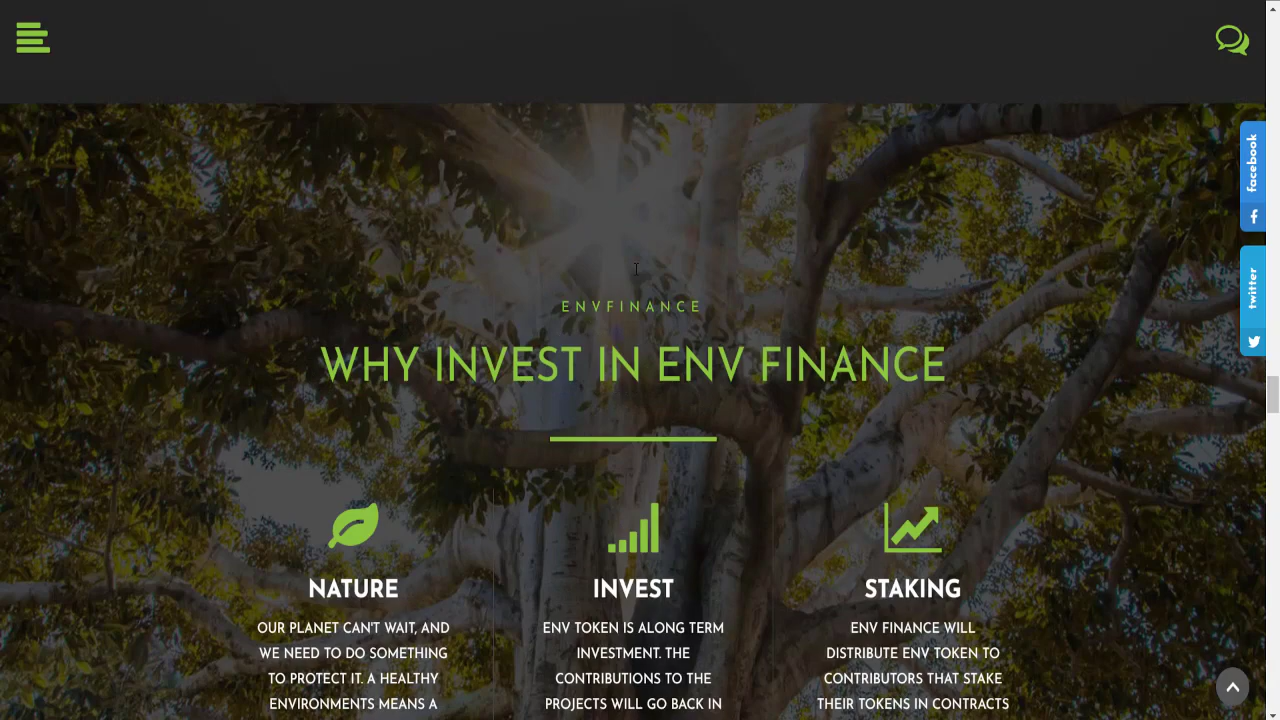 facebook
twitter
ENVFINANCE
WHY INVEST IN ENV FINANCE
NATURE
OUR PLANET CAN'T WAIT, AND
WE NEED TO DO SOMETHING
TO PROTECT IT. A HEALTHY
ENVIRONMENTS MEANS A
INVEST
ENV TOKEN IS ALONG TERM
INVESTMENT. THE
CONTRIBUTIONS TO THE
PROJECTS WILL GO BACK IN
STAKING
ENV FINANCE WILL
DISTRIBUTE ENV TOKEN TO
CONTRIBUTORS THAT STAKE
THEIR TOKENS IN CONTRACTS